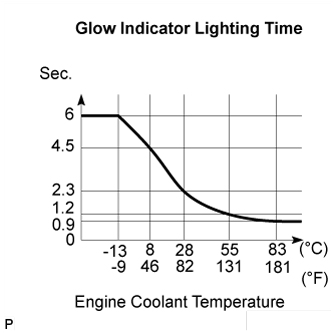 Glow Indicator Lighting Time
Sec.
6
4.5
2.3
1.2
0.9
0
-13 8 28 55 83 (°C)
-9 46 82 131 181
(°F)
Engine Coolant Temperature
P